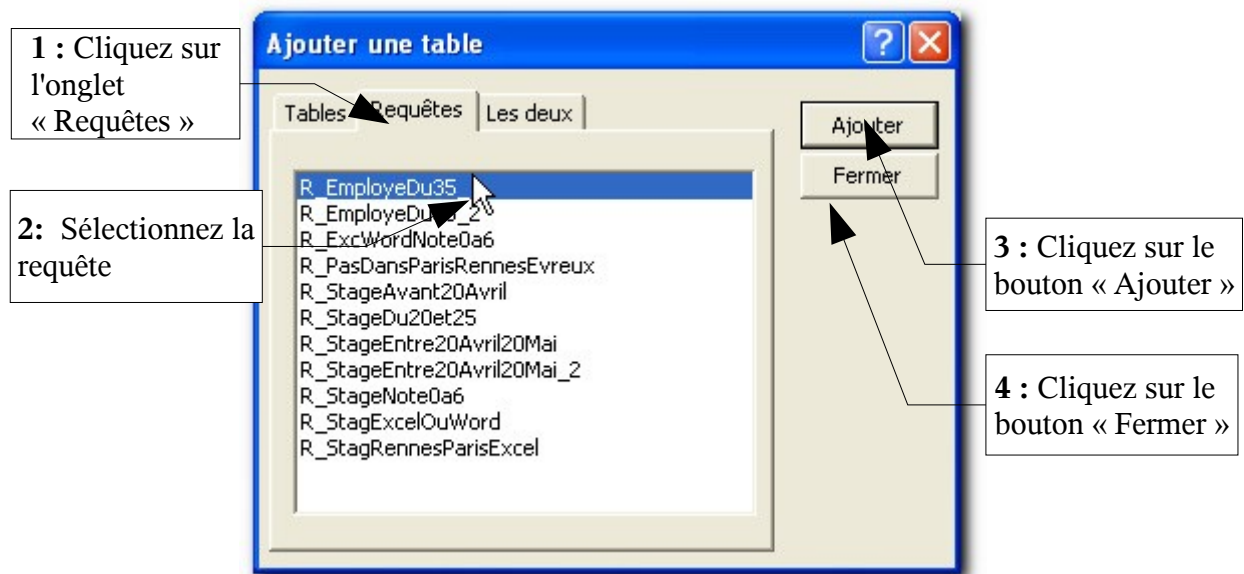 1 : Cliquez sur
l'onglet
« Requêtes »
2: Sélectionnez la
requête
Ajouter une table
Tables
Requêtes
Les deux
R_EmployeDu35
R_EmployeDu35_2
R_ExcWordNote0a6
R_PasDansParisRennesEvreux
R_StageAvant20Avril
R_StageDu20et25
R_StageEntre20Avril20Mai
R_StageEntre20Avril20Mai_2
R_StageNote0a6
R_StagExcelOuWord
R_StagRennesParisExcel
Ajouter
Fermer
3 : Cliquez sur le
bouton « Ajouter »
4 : Cliquez sur le
bouton « Fermer »